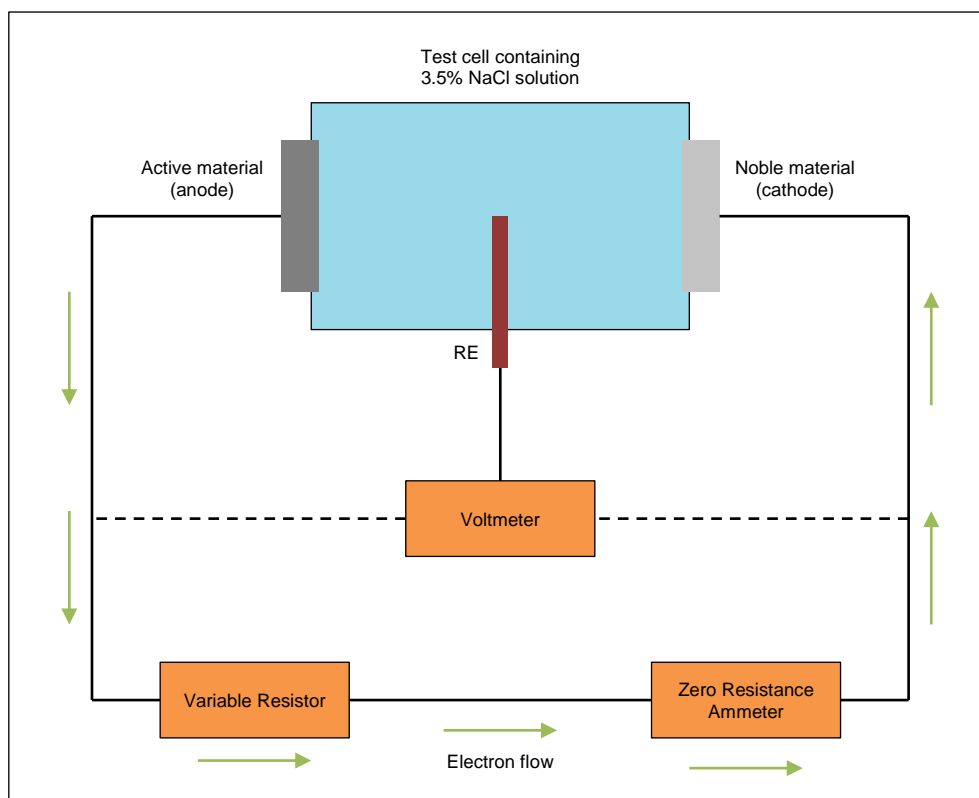 Test cell containing
3.5% NaCl solution
Active material
(anode)
Noble material
(cathode)
RE
Voltmeter
Variable Resistor
Zero Resistance
Ammeter
Electron flow